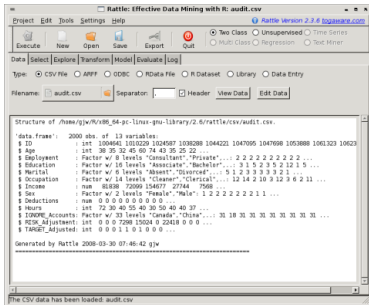 Rattle: Effective Data Mining with R: audit.csv
Project Edit Tools Settings Help
Rattle Version 2.3.6 togaware.com
Execute New Open Save Export Quit
Two Class Unsupervised Time Series
Multi Class Regression Text Miner
Data Select Explore Transform Model Evaluate Log
Type: CSV File ARFF ODBC RData File R Dataset Library Data Entry
Filename: audit.csv Separator: , Header View Data Edit Data
Structure of /home/gjw/R/x86_64-pc-linux-gnu-library/2.6/rattle/csv/audit.csv.
'data.frame': 2000 obs. of 13 variables:
$ ID : int 1004641 1010229 1024587 1038288 1044221 1047095 1047698 1053888 1061323 10623
$ Age : int 38 35 32 45 60 74 43 35 25 22 ...
$ Employment : Factor w/ 8 levels "Consultant","Private",..: 2 2 2 2 2 2 2 2 2 2 ...
$ Education : Factor w/ 16 levels "Associate","Bachelor",..: 3 1 5 2 3 5 2 12 1 5 ...
$ Marital : Factor w/ 6 levels "Absent","Divorced",..: 5 1 2 3 3 3 3 3 2 1 ...
$ Occupation : Factor w/ 14 levels "Cleaner","Clerical",..: 12 14 2 10 3 12 3 6 2 11 ...
$ Income : num 81838 72099 154677 27744 7568 ...
$ Sex : Factor w/ 2 levels "Female","Male": 1 2 2 2 2 2 2 1 1 ...
$ Deductions : num 0 0 0 0 0 0 0 0 0 ...
$ Hours : int 72 30 40 55 40 30 50 40 40 37 ...
$ IGNORE_Accounts: Factor w/ 33 levels "Canada","China",..: 31 18 31 31 31 31 31 31 31 31 ...
$ RISK_Adjustment: int 0 0 0 7298 15024 0 22418 0 0 0 ...
$ TARGET_Adjusted: int 0 0 0 1 1 0 1 0 0 0 ...
Generated by Rattle 2008-03-30 07:46:42 gjw
The CSV data has been loaded: audit.csv